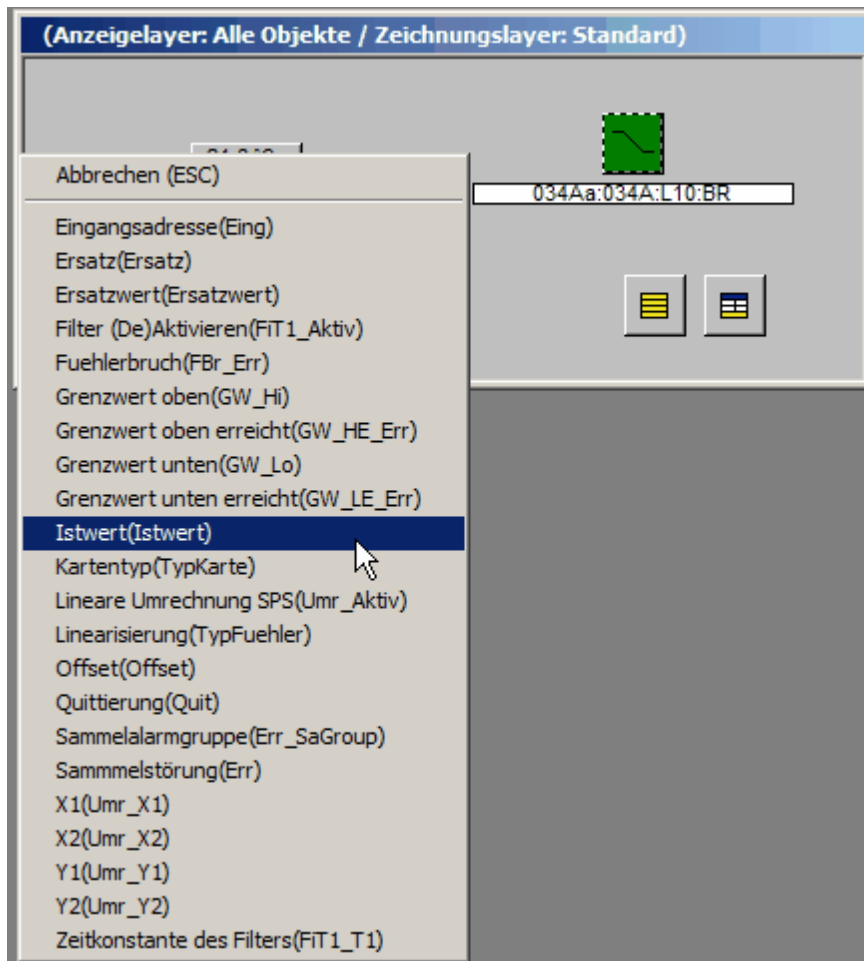 (Anzeigelayer: Alle Objekte / Zeichnungslayer: Standard)
034Aa:034A:L10:BR
Abbrechen (ESC)
Eingangsadresse(Eing)
Ersatz(Ersatz)
Ersatzwert(Ersatzwert)
Filter (De)Aktivieren(FiT1_Aktiv)
Fuehlerbruch(FBr_Err)
Grenzwert oben(GW_Hi)
Grenzwert oben erreicht(GW_HE_Err)
Grenzwert unten(GW_Lo)
Grenzwert unten erreicht(GW_LE_Err)
Istwert(Istwert)
Kartentyp(TypKarte)
Lineare Umrechnung SPS(Umr_Aktiv)
Linearisierung(TypFuehler)
Offset(Offset)
Quittierung(Quit)
Sammelalarmgruppe(Err_SaGroup)
Sammmelstörung(Err)
X1(Umr_X1)
X2(Umr_X2)
Y1(Umr_Y1)
Y2(Umr_Y2)
Zeitkonstante des Filters(FiT1_T1)